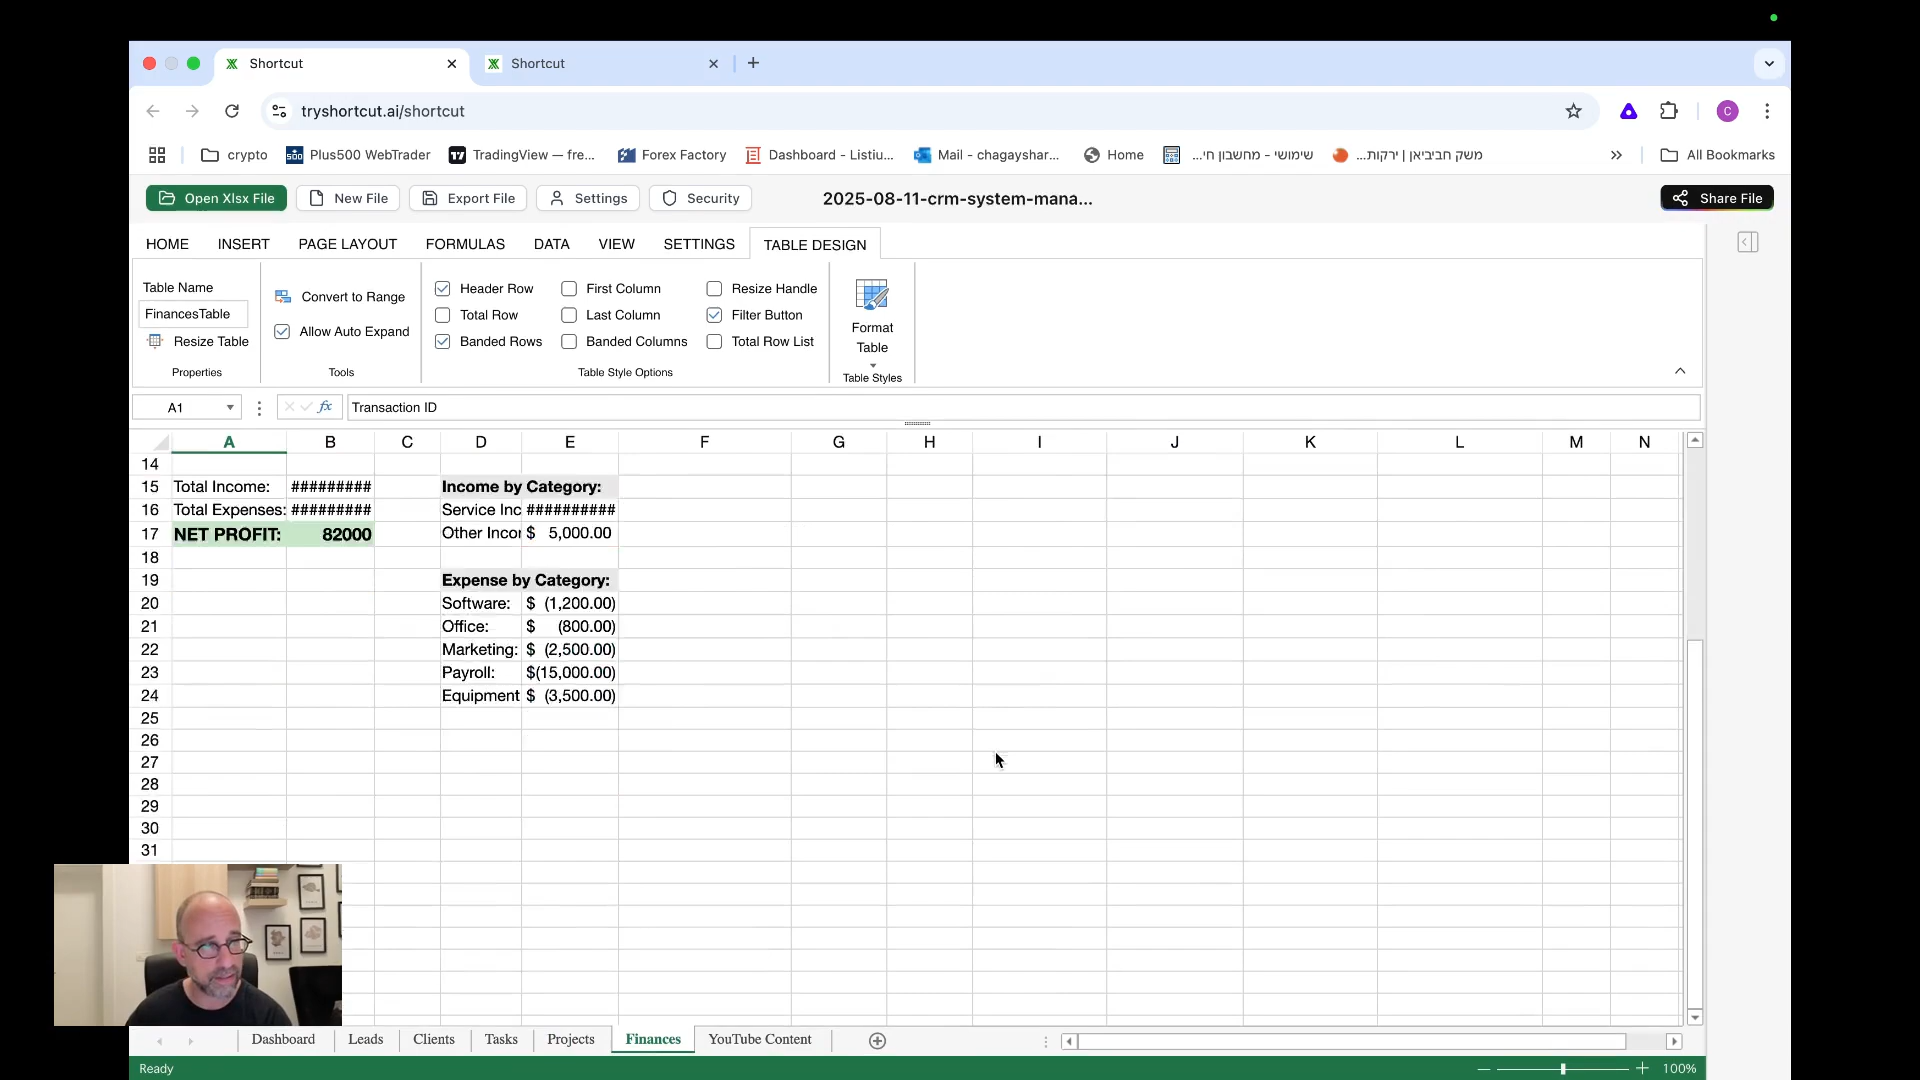 Shortcut
Shortcut
tryshortcut.ai/shortcut
C
crypto
500
Plus500 WebTrader
TradingView — fre...
Forex Factory
Dashboard - Listiu...
Mail - chagayshar...
Home
שימושי - מחשבון חי...
משק חביביאן | ירקות...
All Bookmarks
Open Xlsx File
New File
Export File
Settings
Security
2025-08-11-crm-system-mana...
Share File
HOME
INSERT
PAGE LAYOUT
FORMULAS
DATA
VIEW
SETTINGS
TABLE DESIGN
Table Name
FinancesTable
Resize Table
Properties
Convert to Range
Allow Auto Expand
Tools
Header Row
First Column
Resize Handle
Total Row
Last Column
Filter Button
Banded Rows
Banded Columns
Total Row List
Table Style Options
Format
Table
Table Styles
A1
fx
Transaction ID
A B C D E F G H I J K L M N
14
15 Total Income: ######### Income by Category:
16 Total Expenses: ######### Service Inc ##########
17 NET PROFIT: 82000 Other Incor $ 5,000.00
18
19 Expense by Category:
20 Software: $ (1,200.00)
21 Office: $ (800.00)
22 Marketing: $ (2,500.00)
23 Payroll: $(15,000.00)
24 Equipment $ (3,500.00)
25
26
27
28
29
30
31
Dashboard
Leads
Clients
Tasks
Projects
Finances
YouTube Content
Ready
100%